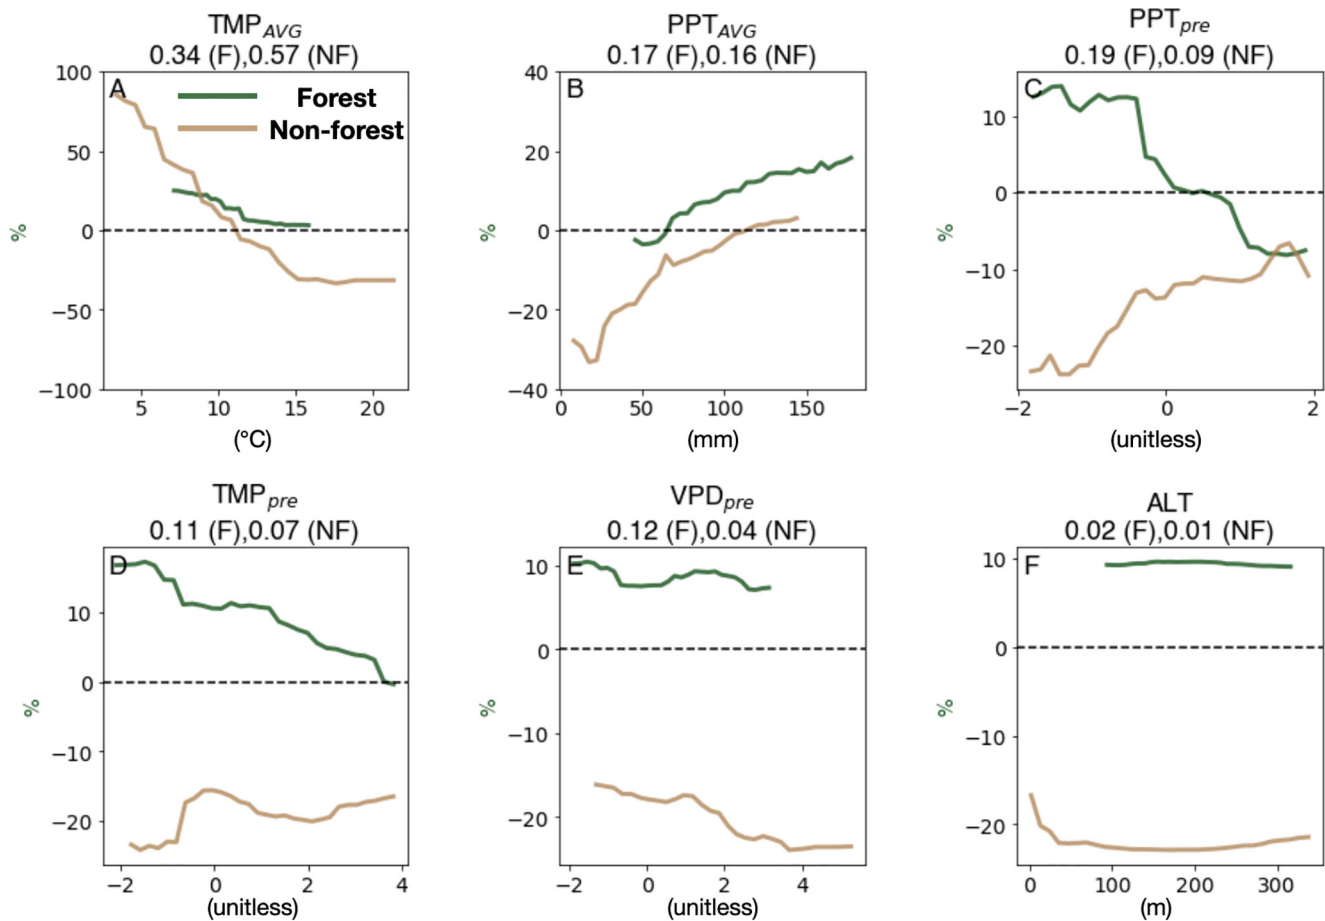 TMP_AVG
0.34 (F),0.57 (NF)
A
Forest
Non-forest
100
50
0
−50
−100
%
5 10 15 20
(°C)
PPT_AVG
0.17 (F),0.16 (NF)
B
40
20
0
−20
−40
%
0 50 100 150
(mm)
PPT_pre
0.19 (F),0.09 (NF)
C
10
0
−10
−20
%
−2 0 2
(unitless)
TMP_pre
0.11 (F),0.07 (NF)
D
10
0
−10
−20
%
−2 0 2 4
(unitless)
VPD_pre
0.12 (F),0.04 (NF)
E
10
0
−10
−20
%
−2 0 2 4
(unitless)
ALT
0.02 (F),0.01 (NF)
F
10
0
−10
−20
%
0 100 200 300
(m)